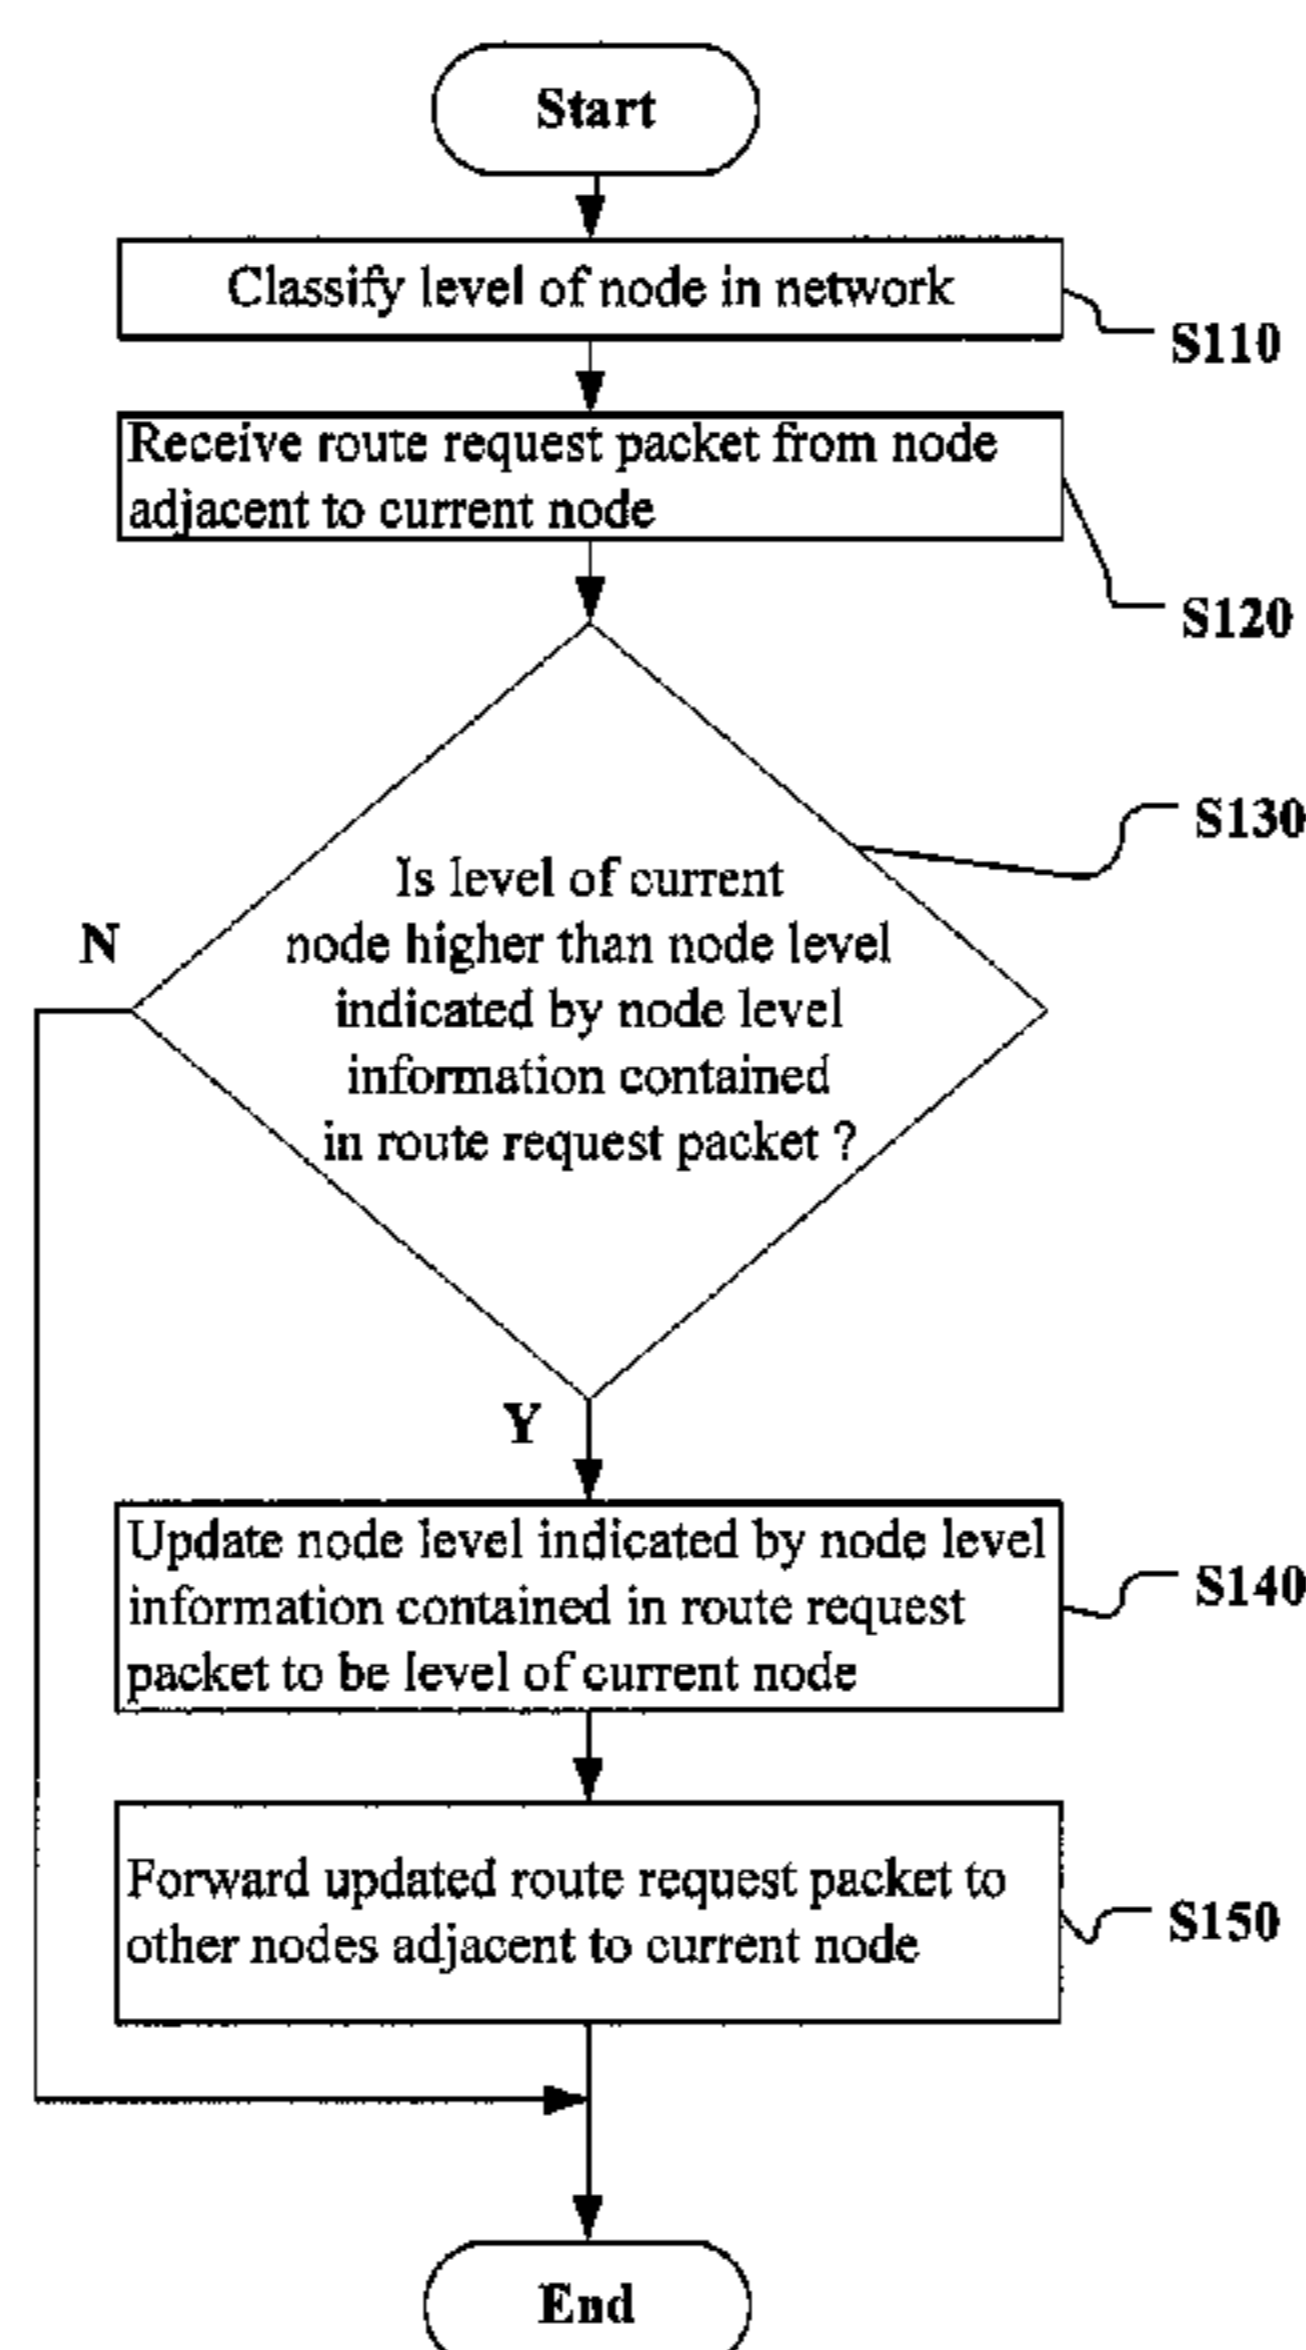 Start
Classify level of node in network
S110
Receive route request packet from node
adjacent to current node
S120
S130
Is level of current
node higher than node level
indicated by node level
information contained
in route request packet ?
N
Y
Update node level indicated by node level
information contained in route request
packet to be level of current node
S140
Forward updated route request packet to
other nodes adjacent to current node
S150
End